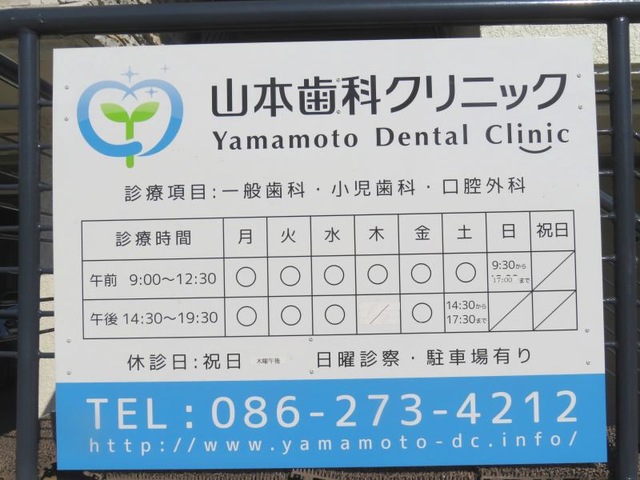 山本歯科クリニック
Yamamoto Dental Clinic
診療項目:一般歯科・小児歯科・口腔外科
診療時間 月 火 水 木 金 土 日 祝日
午前 9:00〜12:30 ○ ○ ○ ○ ○ ○ 9:30から 17:00まで ／
午後 14:30〜19:30 ○ ○ ○ ／ ○ 14:30から 17:30まで ／ ／
休診日:祝日 木曜午後 日曜診察・駐車場有り
TEL:086-273-4212
http://www.yamamoto-dc.info/